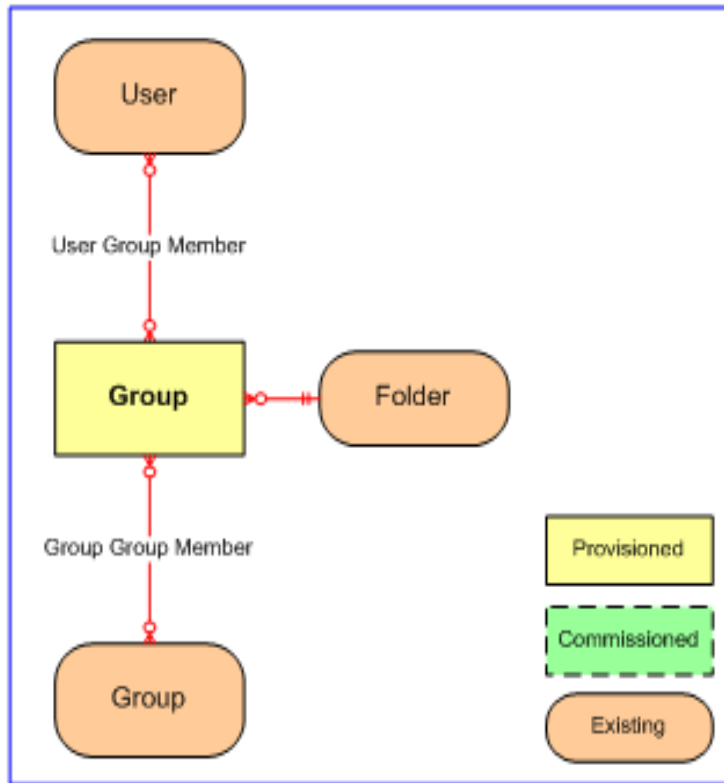 User
User Group Member
Group
Folder
Group Group Member
Group
Provisioned
Commissioned
Existing